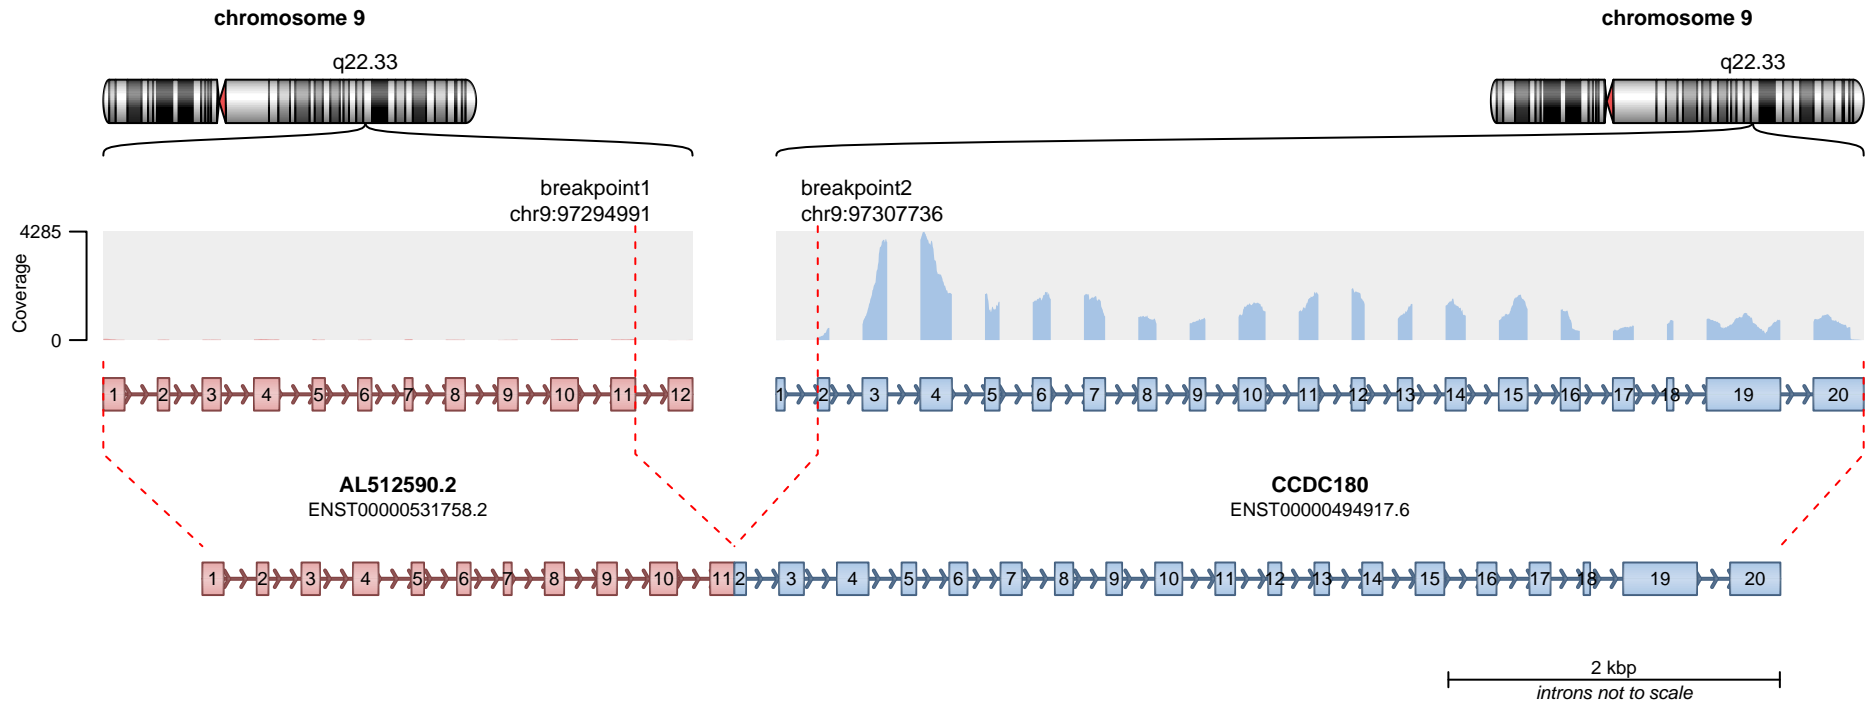 chromosome 9
chromosome 9
q22.33
q22.33
breakpoint1
chr9:97294991
breakpoint2
chr9:97307736
4285
0
Coverage
1 2 3 4 5 6 7 8 9 10 11 12
1 2 3 4 5 6 7 8 9 10 11 12 13 14 15 16 17 18 19 20
AL512590.2
ENST00000531758.2
CCDC180
ENST00000494917.6
1 2 3 4 5 6 7 8 9 10 11 2 3 4 5 6 7 8 9 10 11 12 13 14 15 16 17 18 19 20
2 kbp
introns not to scale